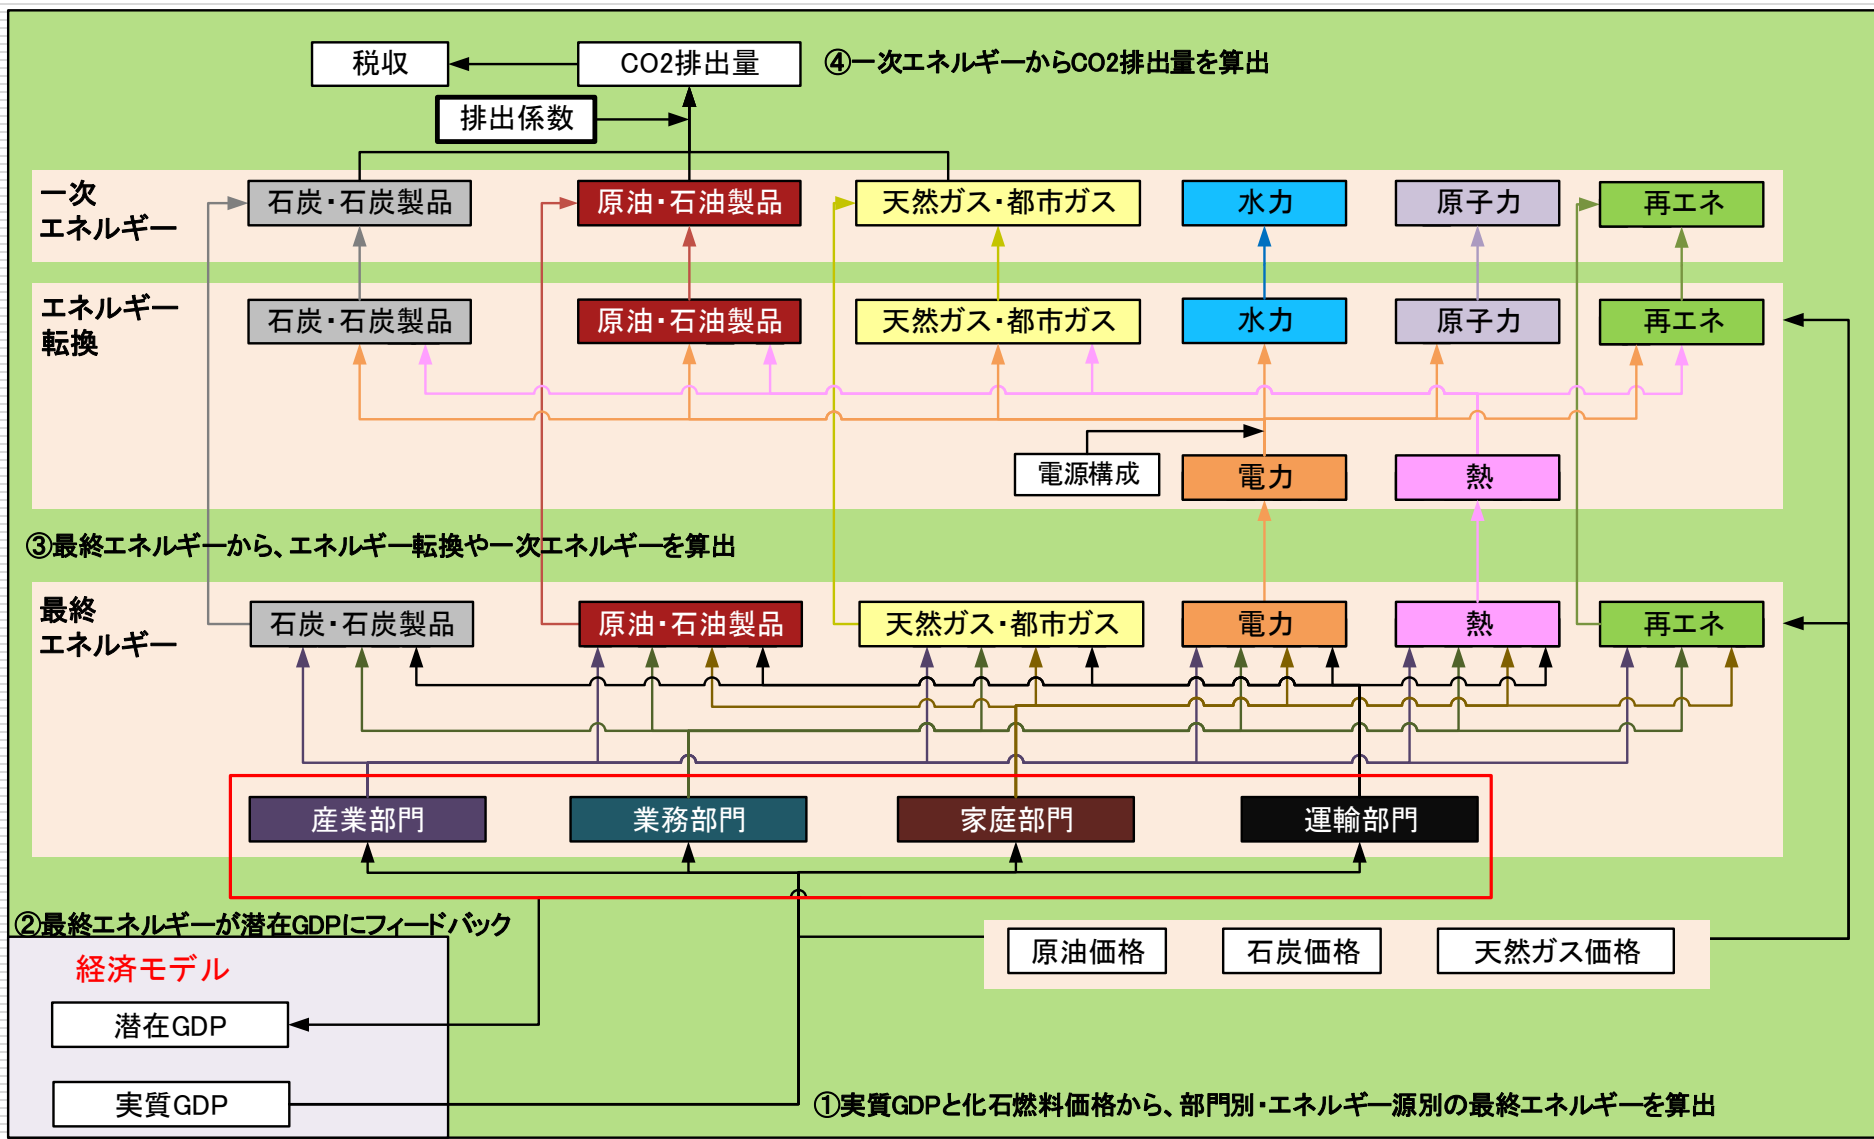 税収
CO2排出量
④一次エネルギーからCO2排出量を算出
排出係数
一次
エネルギー
石炭・石炭製品
原油・石油製品
天然ガス・都市ガス
水力
原子力
再エネ
エネルギー
転換
石炭・石炭製品
原油・石油製品
天然ガス・都市ガス
水力
原子力
再エネ
電源構成
電力
熱
③最終エネルギーから、エネルギー転換や一次エネルギーを算出
最終
エネルギー
石炭・石炭製品
原油・石油製品
天然ガス・都市ガス
電力
熱
再エネ
産業部門
業務部門
家庭部門
運輸部門
②最終エネルギーが潜在GDPにフィードバック
原油価格
石炭価格
天然ガス価格
経済モデル
潜在GDP
実質GDP
①実質GDPと化石燃料価格から、部門別・エネルギー源別の最終エネルギーを算出